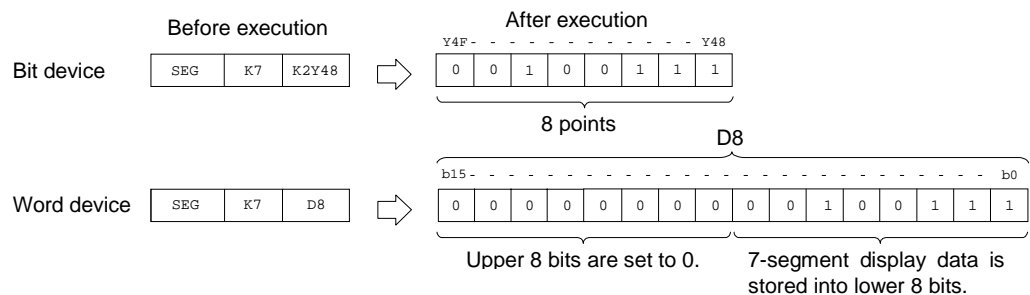 Before execution
After execution
Y4F- - - - - - - - - - - - Y48
Bit device
SEG K7 K2Y48
0 0 1 0 0 1 1 1
8 points
D8
b15- - - - - - - - - - - - - - - - - - - - - - - - b0
Word device
SEG K7 D8
0 0 0 0 0 0 0 0 0 0 1 0 0 1 1 1
Upper 8 bits are set to 0.
7-segment display data is
stored into lower 8 bits.